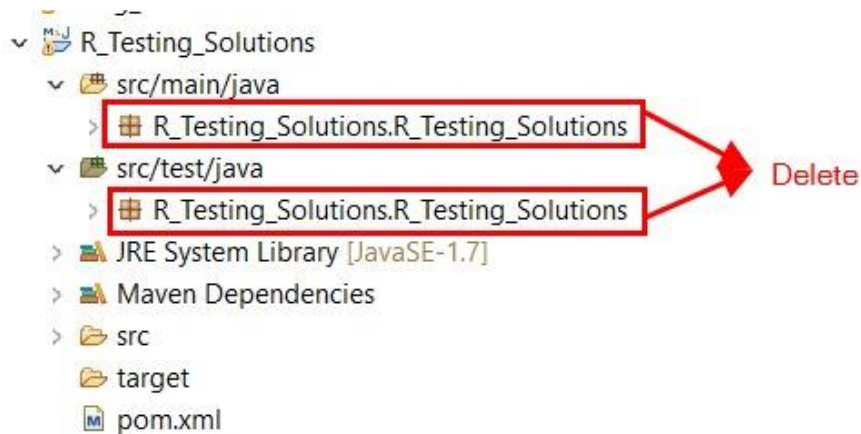 R_Testing_Solutions
src/main/java
R_Testing_Solutions.R_Testing_Solutions
src/test/java
R_Testing_Solutions.R_Testing_Solutions
Delete
JRE System Library [JavaSE-1.7]
Maven Dependencies
src
target
pom.xml